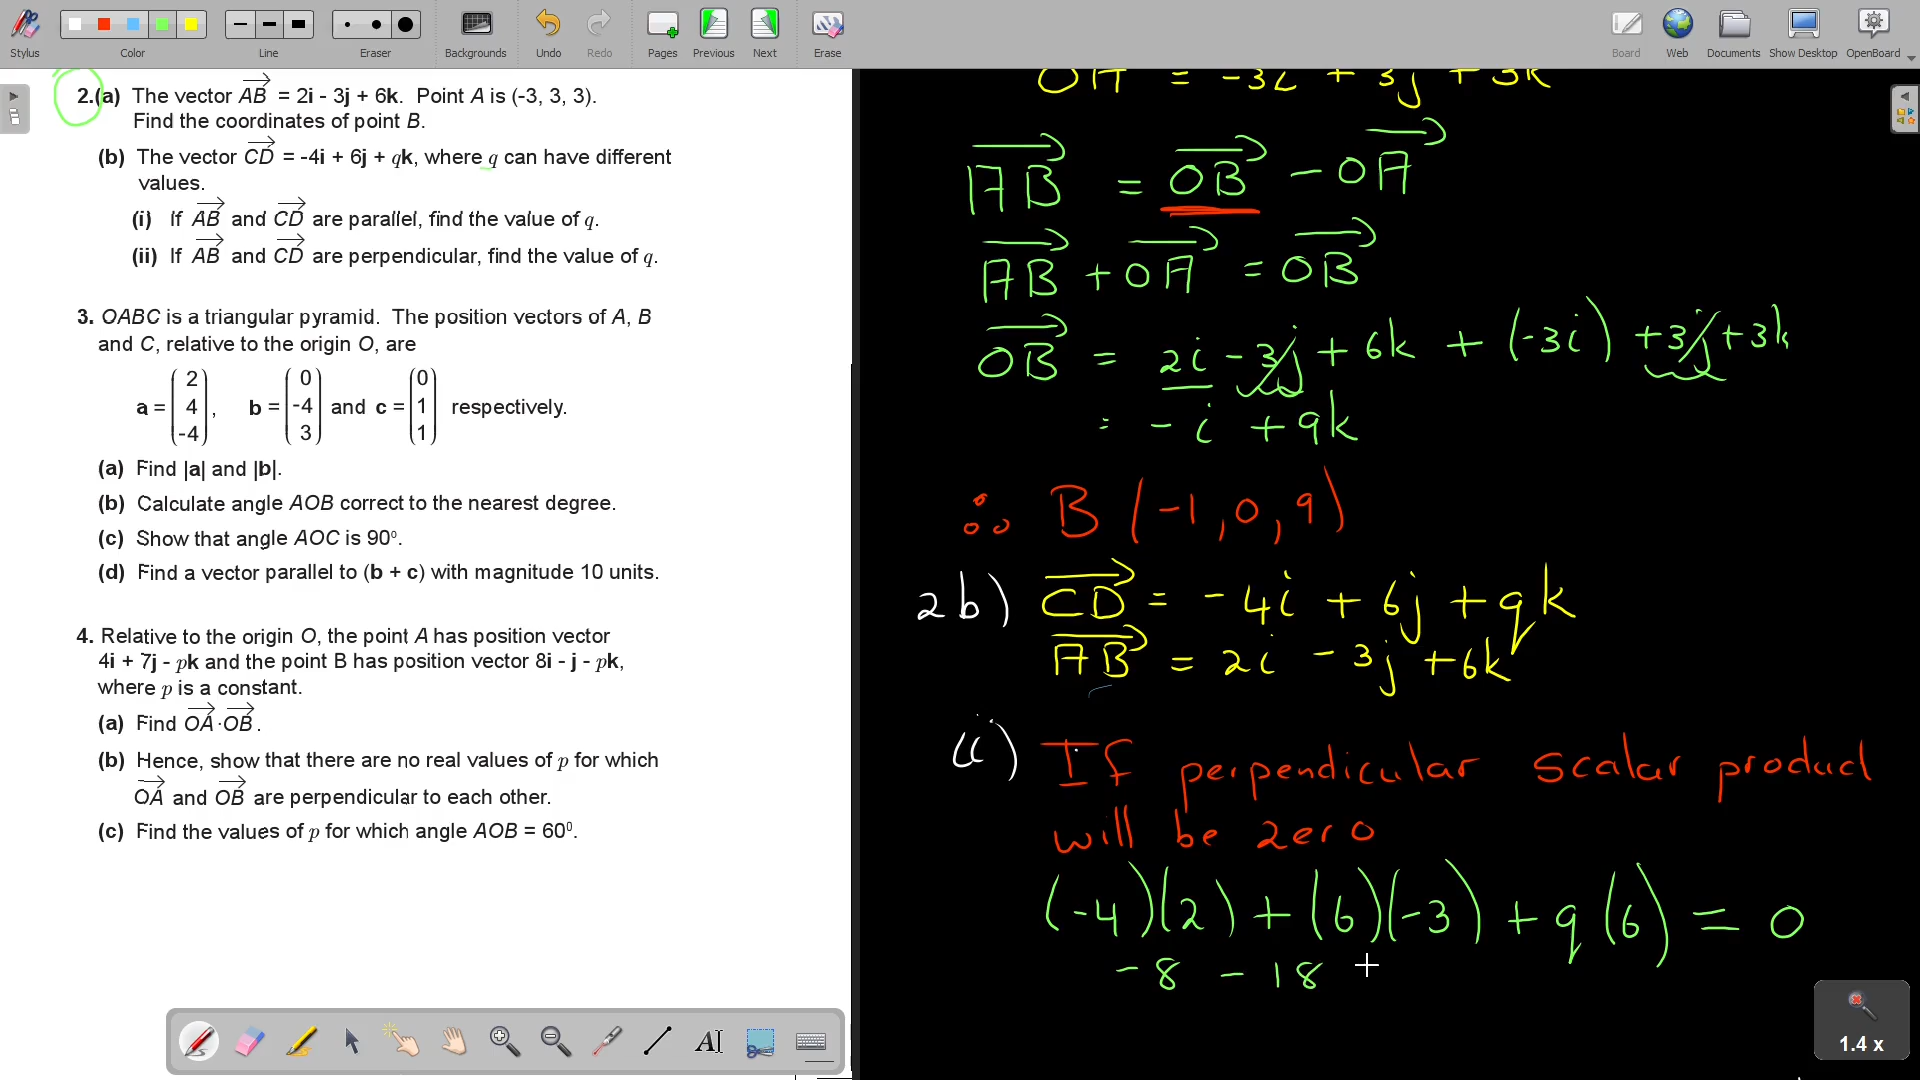 Stylus
Color
Line
Eraser
Backgrounds
Undo
Redo
Pages
Previous
Next
Erase
Board
Web
Documents
Show Desktop
OpenBoard
2.(a) The vector AB = 2i - 3j + 6k. Point A is (-3, 3, 3).
Find the coordinates of point B.
(b) The vector CD = -4i + 6j + qk, where q can have different
values.
(i) If AB and CD are parallel, find the value of q.
(ii) If AB and CD are perpendicular, find the value of q.
3. OABC is a triangular pyramid. The position vectors of A, B
and C, relative to the origin O, are
a = (2 4 -4), b = (0 -4 3) and c = (0 1 1) respectively.
(a) Find |a| and |b|.
(b) Calculate angle AOB correct to the nearest degree.
(c) Show that angle AOC is 90º.
(d) Find a vector parallel to (b + c) with magnitude 10 units.
4. Relative to the origin O, the point A has position vector
4i + 7j - pk and the point B has position vector 8i - j - pk,
where p is a constant.
(a) Find OA·OB.
(b) Hence, show that there are no real values of p for which
OA and OB are perpendicular to each other.
(c) Find the values of p for which angle AOB = 60⁰.
OA = -3i + 3j + 3k
AB = OB - OA
AB + OA = OB
OB = 2i - 3j + 6k + (-3i) + 3j + 3k
= -i + 9k
∴ B (-1, 0, 9)
2b) CD = -4i + 6j + qk
AB = 2i - 3j + 6k
(ii) If perpendicular scalar product
will be zero
(-4)(2) + (6)(-3) + q(6) = 0
-8 - 18
1.4 x